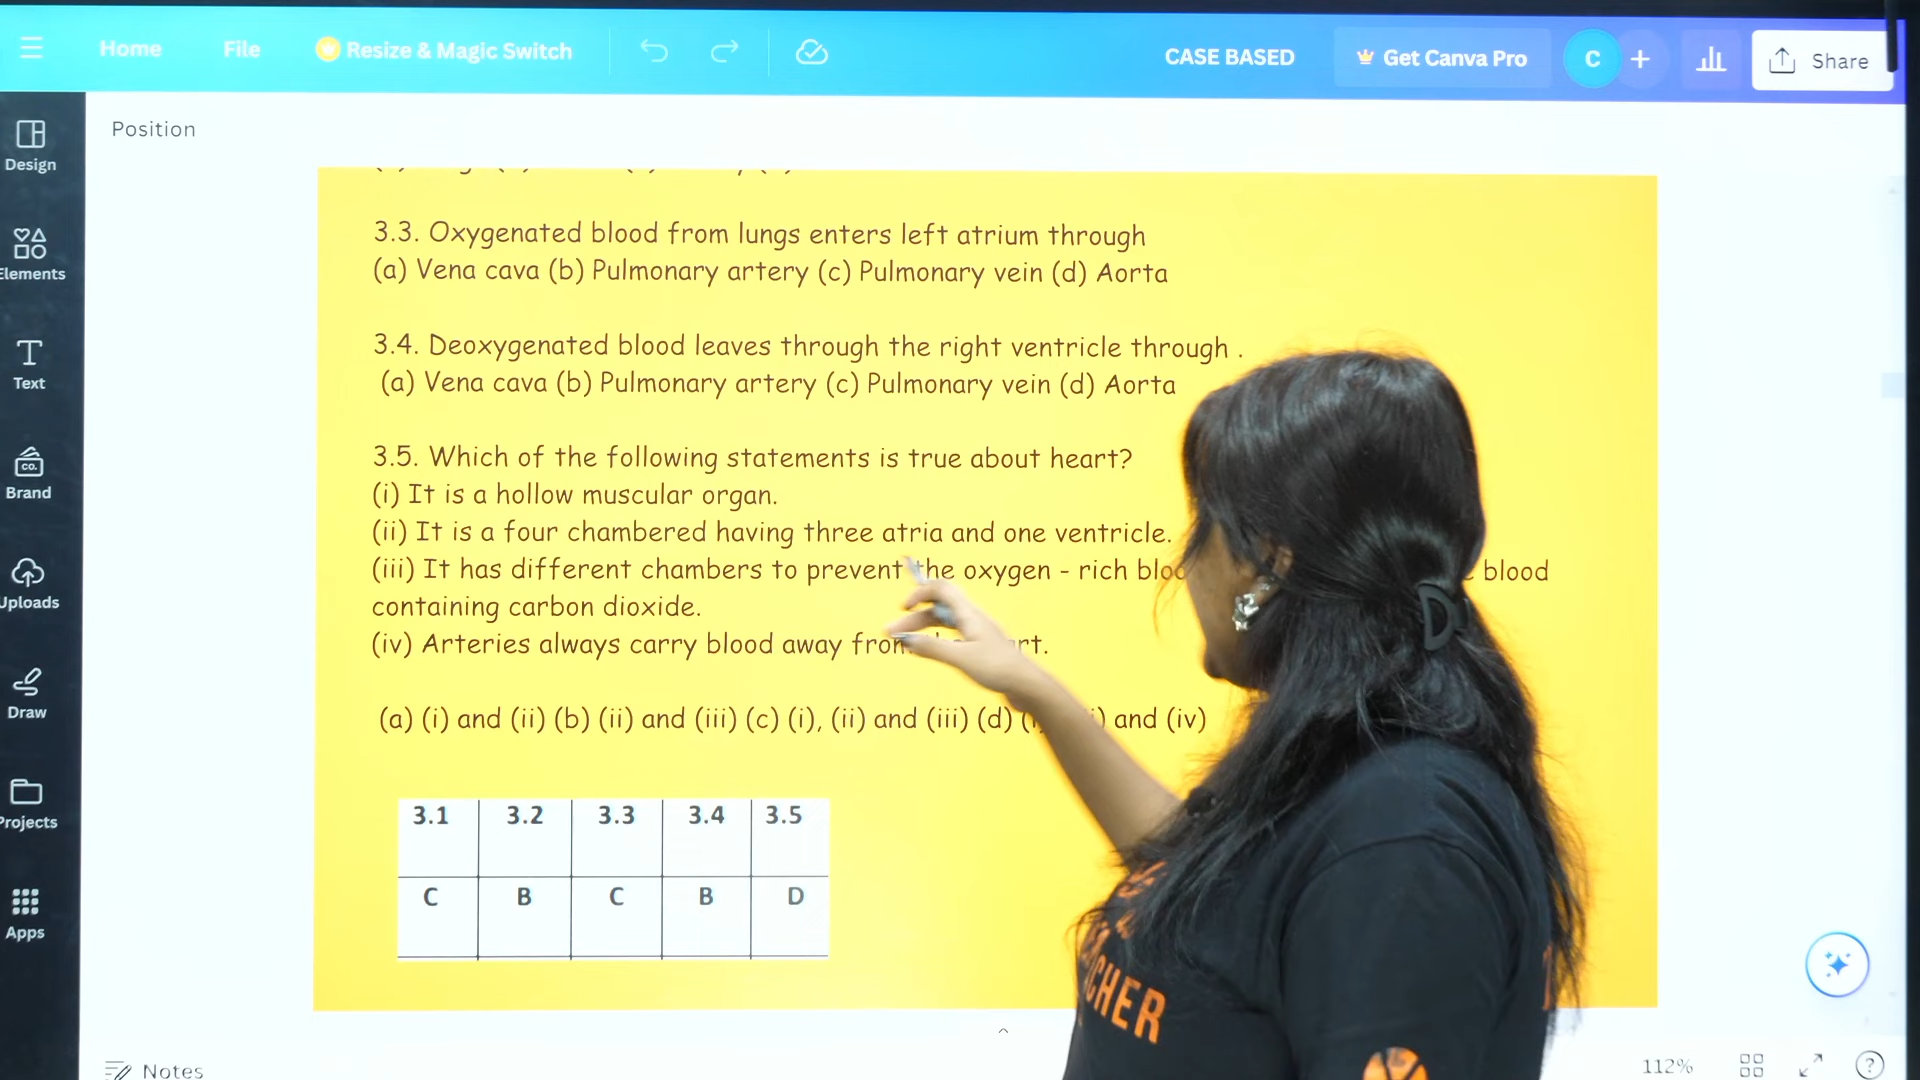 Home File Resize & Magic Switch CASE BASED Get Canva Pro C + Share
Position
Design
Elements
Text
CO.
Brand
Uploads
Draw
Projects
Apps
3.3. Oxygenated blood from lungs enters left atrium through
(a) Vena cava (b) Pulmonary artery (c) Pulmonary vein (d) Aorta
3.4. Deoxygenated blood leaves through the right ventricle through .
(a) Vena cava (b) Pulmonary artery (c) Pulmonary vein (d) Aorta
3.5. Which of the following statements is true about heart?
(i) It is a hollow muscular organ.
(ii) It is a four chambered having three atria and one ventricle.
(iii) It has different chambers to prevent the oxygen - rich blood
containing carbon dioxide.
(iv) Arteries always carry blood away from
(a) (i) and (ii) (b) (ii) and (iii) (c) (i), (ii) and (iii) (d) and (iv)
3.1 3.2 3.3 3.4 3.5
C B C B D
CHER
Notes
112%
?